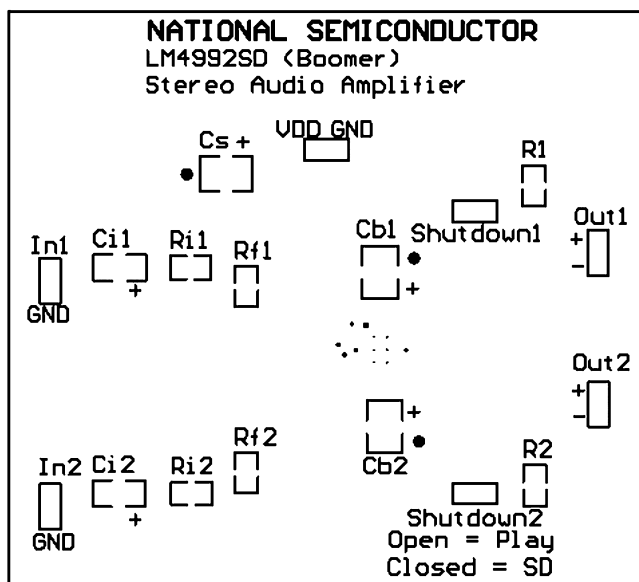 NATIONAL SEMICONDUCTOR
LM4992SD (Boomer)
Stereo Audio Amplifier
VDD GND
Cs +
R1
Out1
Cb1
Shutdown1
In1
Ci1
Ri1
Rf1
+
-
+
+
GND
Out2
+
-
+
Rf2
R2
In2
Ci2
Ri2
Cb2
+
GND
Shutdown2
Open = Play
Closed = SD